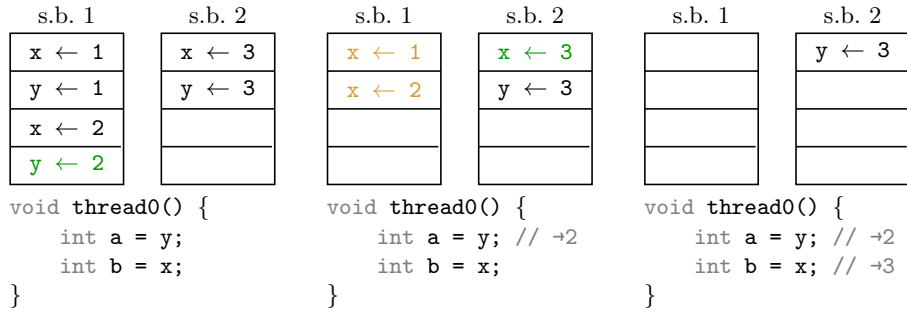 s.b. 1 s.b. 2
x ← 1 x ← 3
y ← 1 y ← 3
x ← 2
y ← 2
void thread0() {
int a = y;
int b = x;
}
s.b. 1 s.b. 2
x ← 1 x ← 3
x ← 2 y ← 3
void thread0() {
int a = y; // →2
int b = x;
}
s.b. 1 s.b. 2
y ← 3
void thread0() {
int a = y; // →2
int b = x; // →3
}